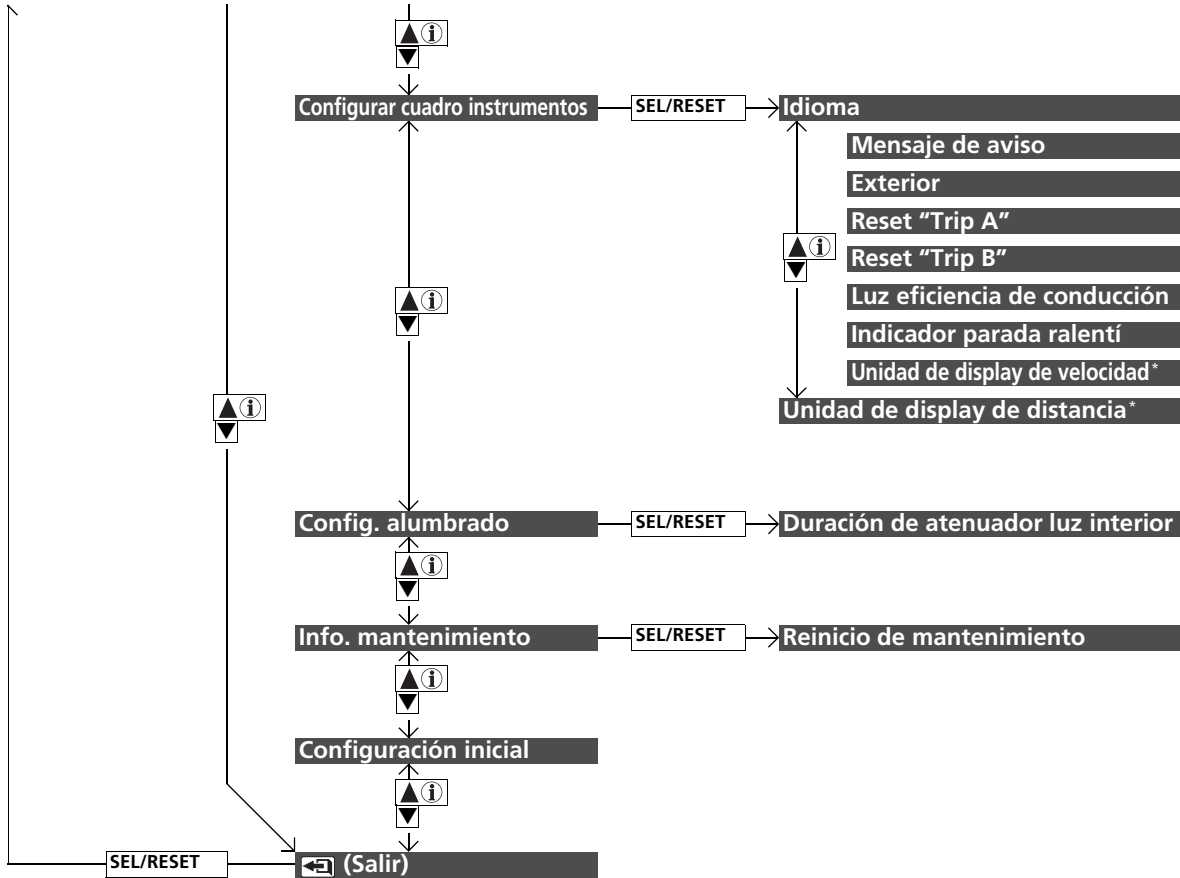 Configurar cuadro instrumentos
SEL/RESET
Idioma
Mensaje de aviso
Exterior
Reset “Trip A”
Reset “Trip B”
Luz eficiencia de conducción
Indicador parada ralentí
Unidad de display de velocidad*
Unidad de display de distancia*
Config. alumbrado
SEL/RESET
Duración de atenuador luz interior
Info. mantenimiento
SEL/RESET
Reinicio de mantenimiento
Configuración inicial
SEL/RESET
(Salir)